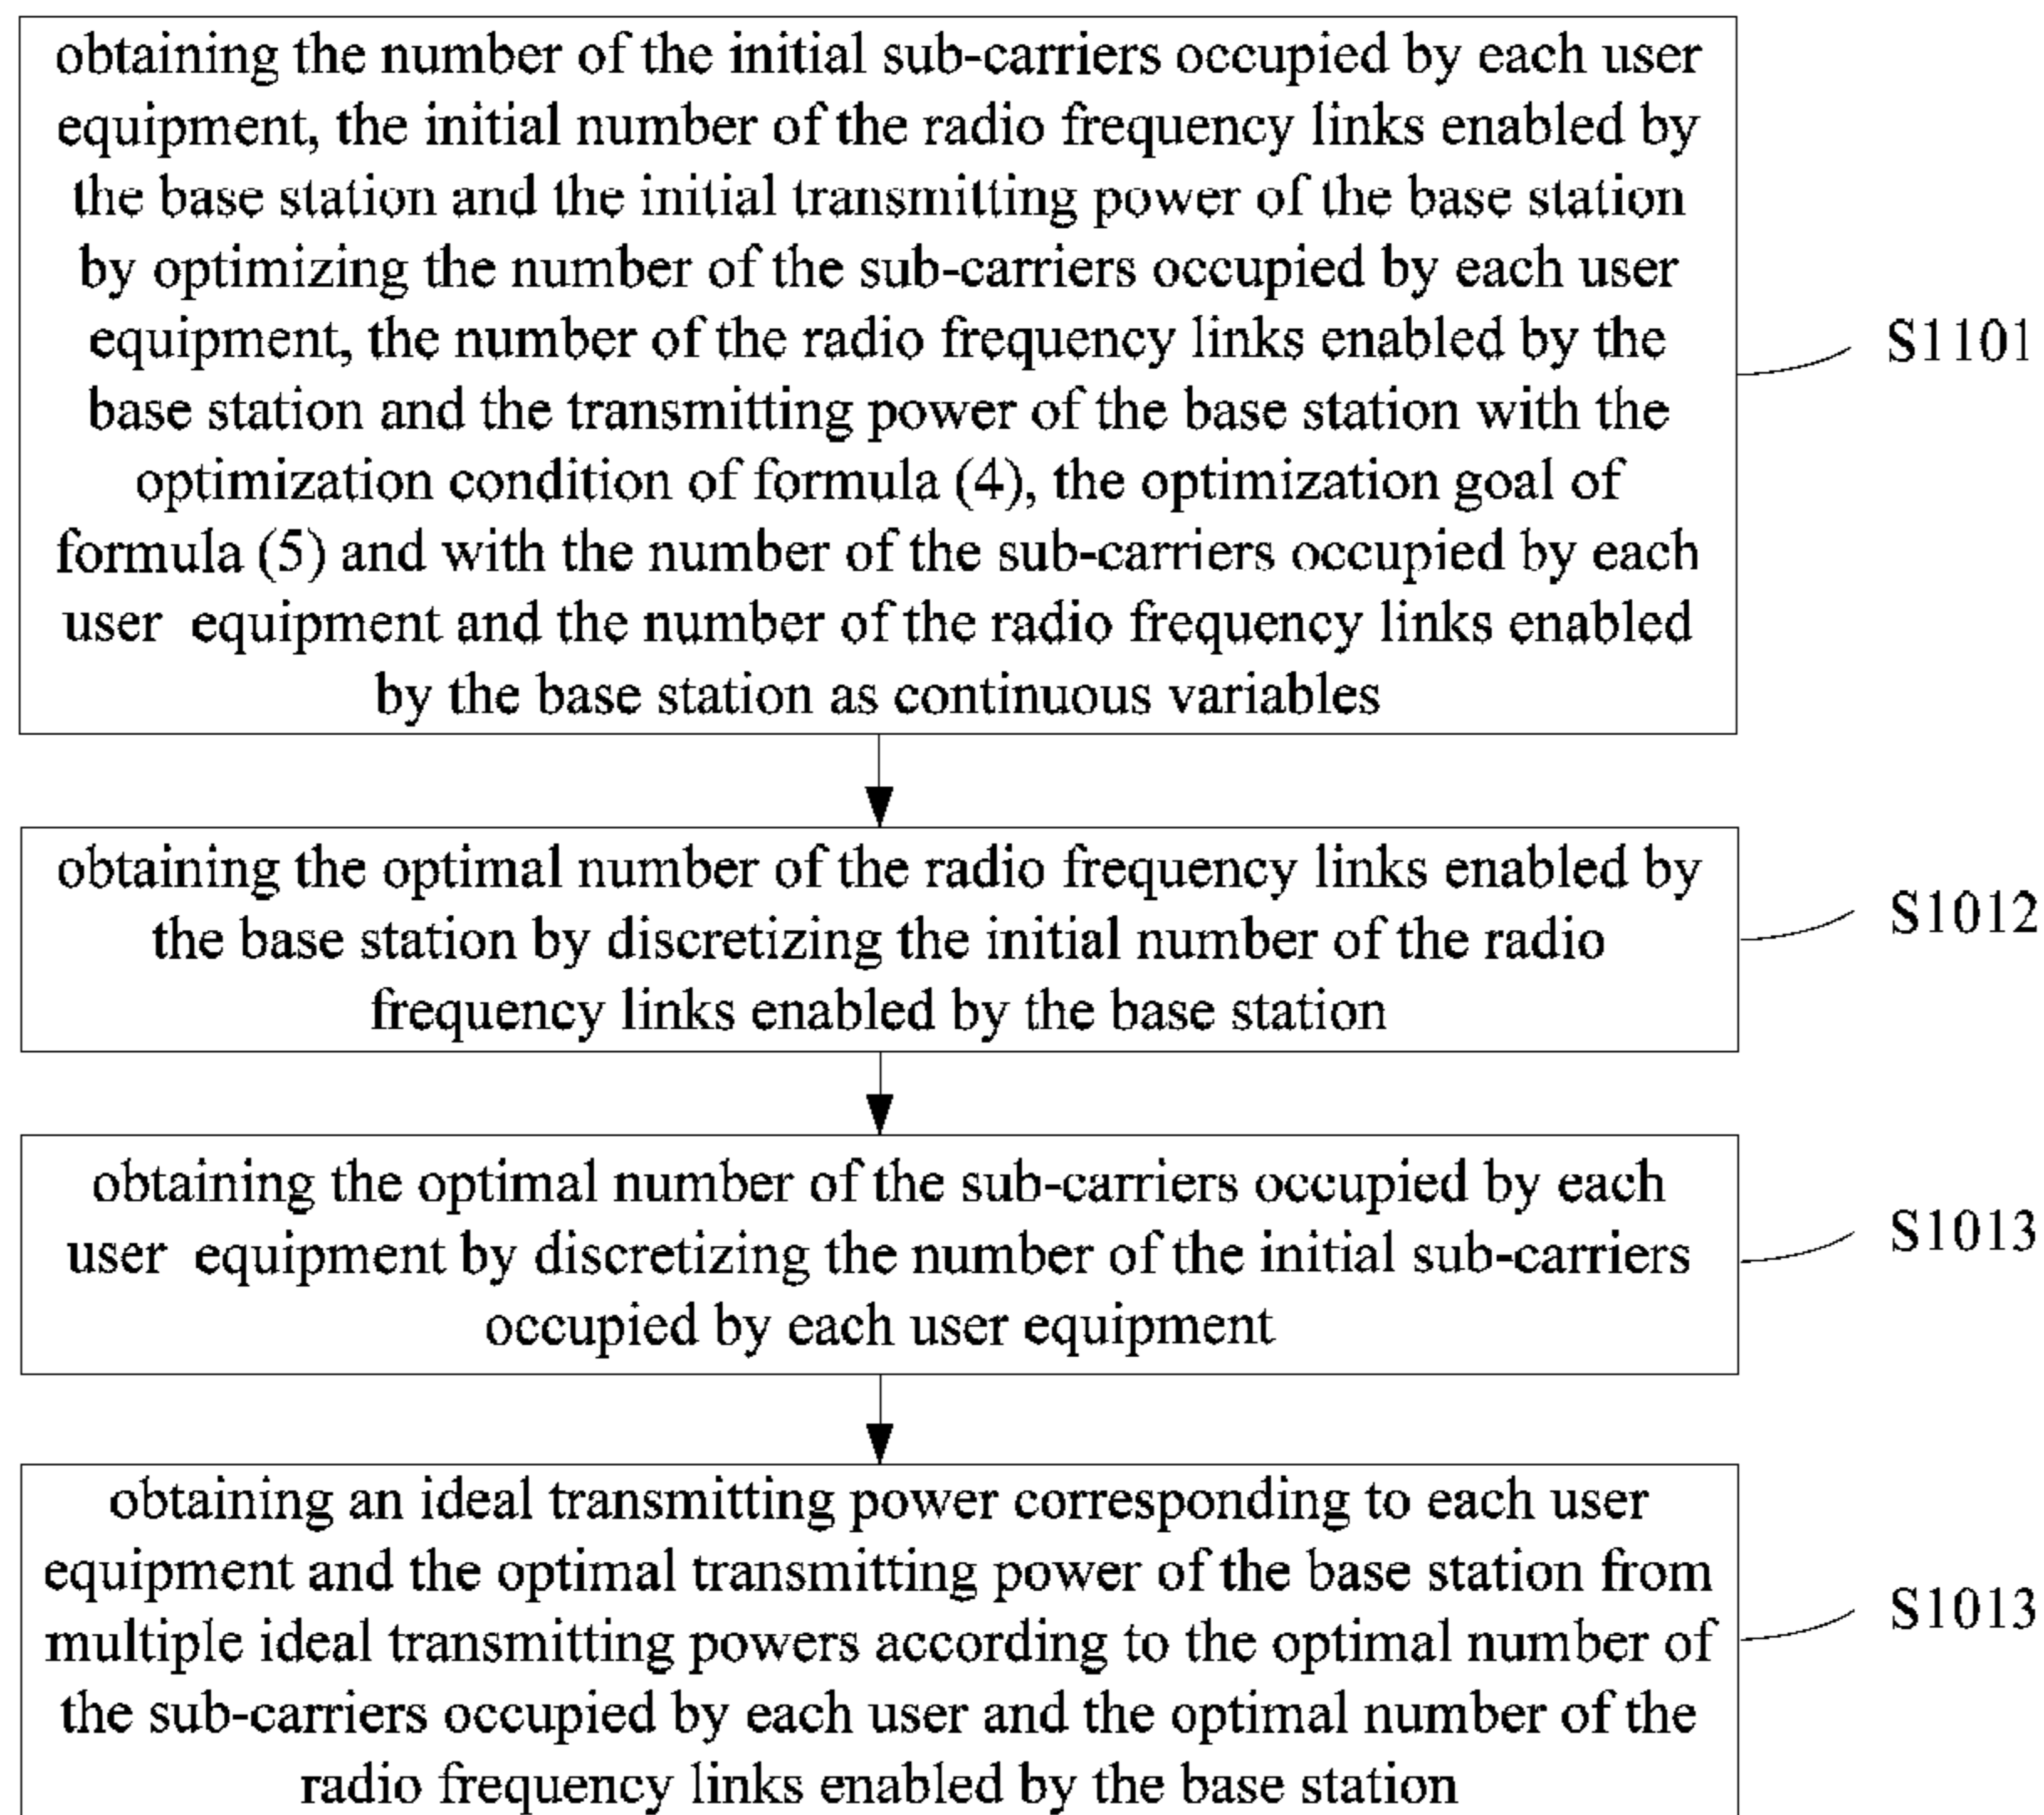 obtaining the number of the initial sub-carriers occupied by each user
equipment, the initial number of the radio frequency links enabled by
the base station and the initial transmitting power of the base station
by optimizing the number of the sub-carriers occupied by each user
equipment, the number of the radio frequency links enabled by the
base station and the transmitting power of the base station with the
optimization condition of formula (4), the optimization goal of
formula (5) and with the number of the sub-carriers occupied by each
user equipment and the number of the radio frequency links enabled
by the base station as continuous variables
S1101
obtaining the optimal number of the radio frequency links enabled by
the base station by discretizing the initial number of the radio
frequency links enabled by the base station
S1012
obtaining the optimal number of the sub-carriers occupied by each
user equipment by discretizing the number of the initial sub-carriers
occupied by each user equipment
S1013
obtaining an ideal transmitting power corresponding to each user
equipment and the optimal transmitting power of the base station from
multiple ideal transmitting powers according to the optimal number of
the sub-carriers occupied by each user and the optimal number of the
radio frequency links enabled by the base station
S1013